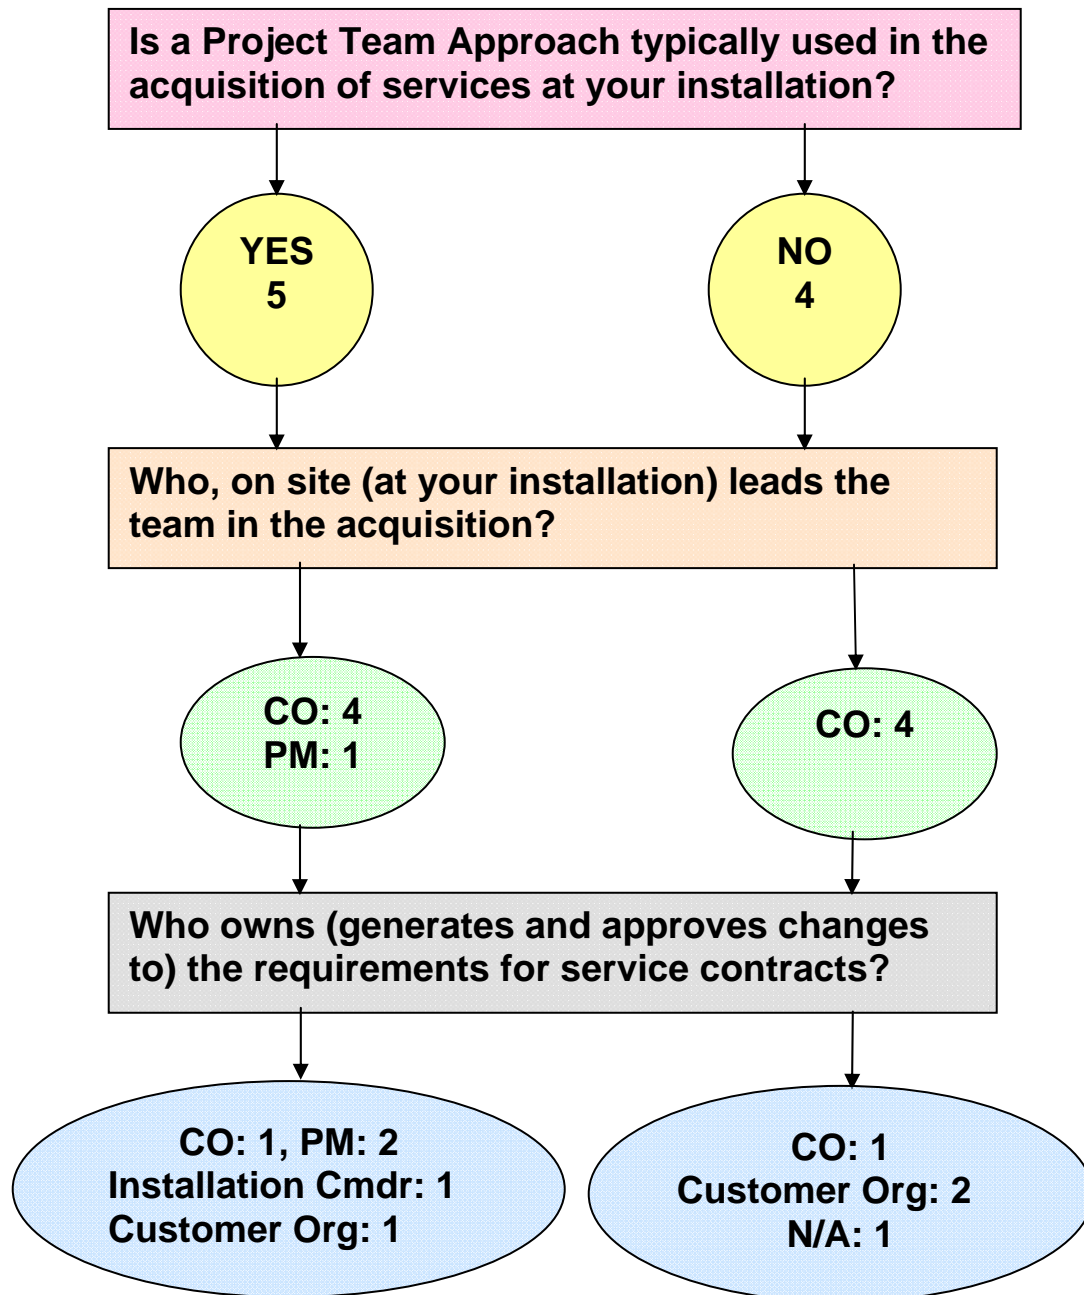 Is a Project Team Approach typically used in the
acquisition of services at your installation?
YES
5
NO
4
Who, on site (at your installation) leads the
team in the acquisition?
CO: 4
PM: 1
CO: 4
Who owns (generates and approves changes
to) the requirements for service contracts?
CO: 1, PM: 2
Installation Cmdr: 1
Customer Org: 1
CO: 1
Customer Org: 2
N/A: 1